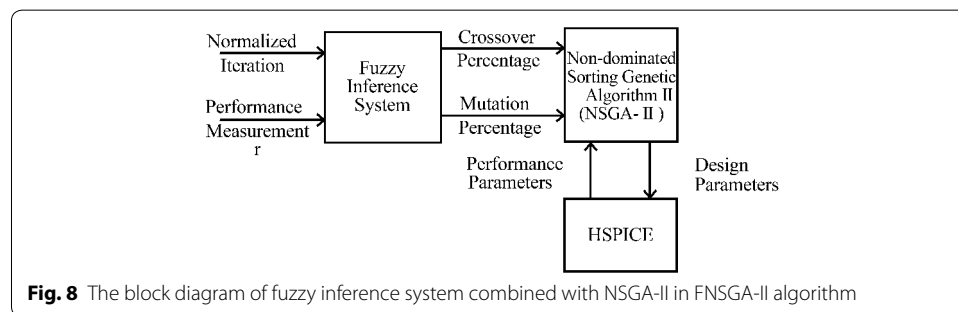 Normalized
Iteration
Performance
Measurement
r
Fuzzy
Inference
System
Crossover
Percentage
Mutation
Percentage
Non-dominated
Sorting Genetic
Algorithm II
(NSGA- II )
Performance
Parameters
Design
Parameters
HSPICE
Fig. 8 The block diagram of fuzzy inference system combined with NSGA-II in FNSGA-II algorithm